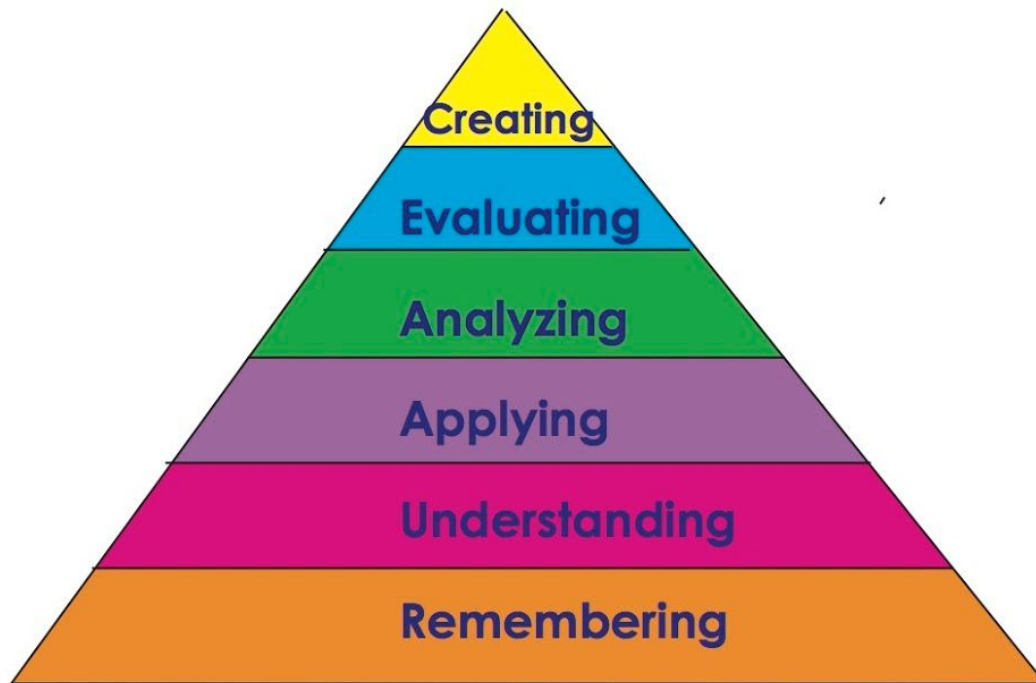 Creating
Evaluating
Analyzing
Applying
Understanding
Remembering